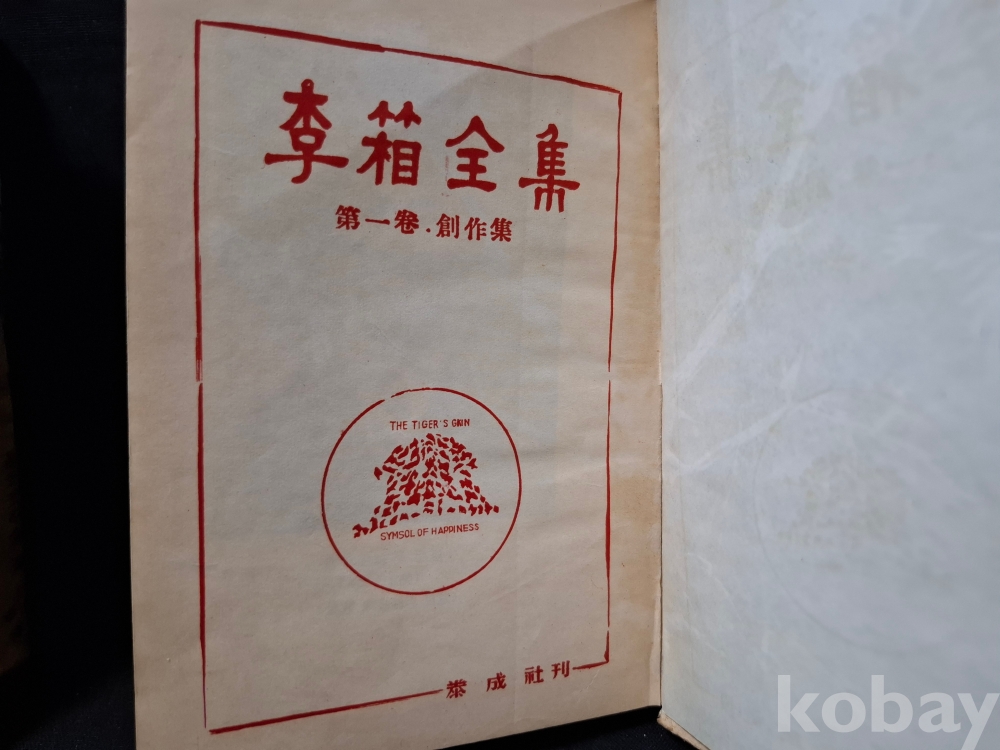 李箱全集
第一卷.創作集
THE TIGER'S GNIN
SYMSOL OF HAPPINESS
泰成社刊
kobay